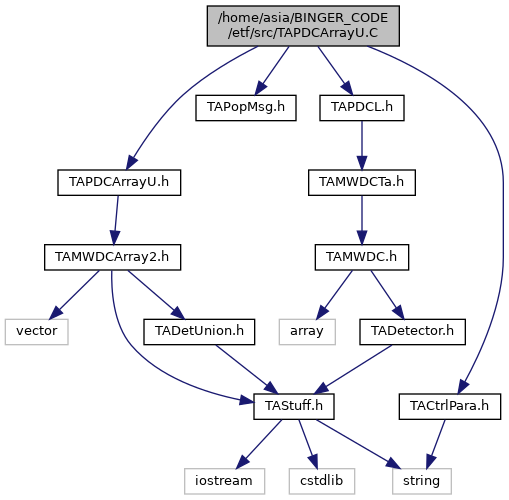 /home/asia/BINGER_CODE
/etf/src/TAPDCArrayU.C
TAPopMsg.h
TAPDCL.h
TAPDCArrayU.h
TAMWDCTa.h
TAMWDCArray2.h
TAMWDC.h
vector
TADetUnion.h
array
TADetector.h
TAStuff.h
TACtrlPara.h
iostream
cstdlib
string